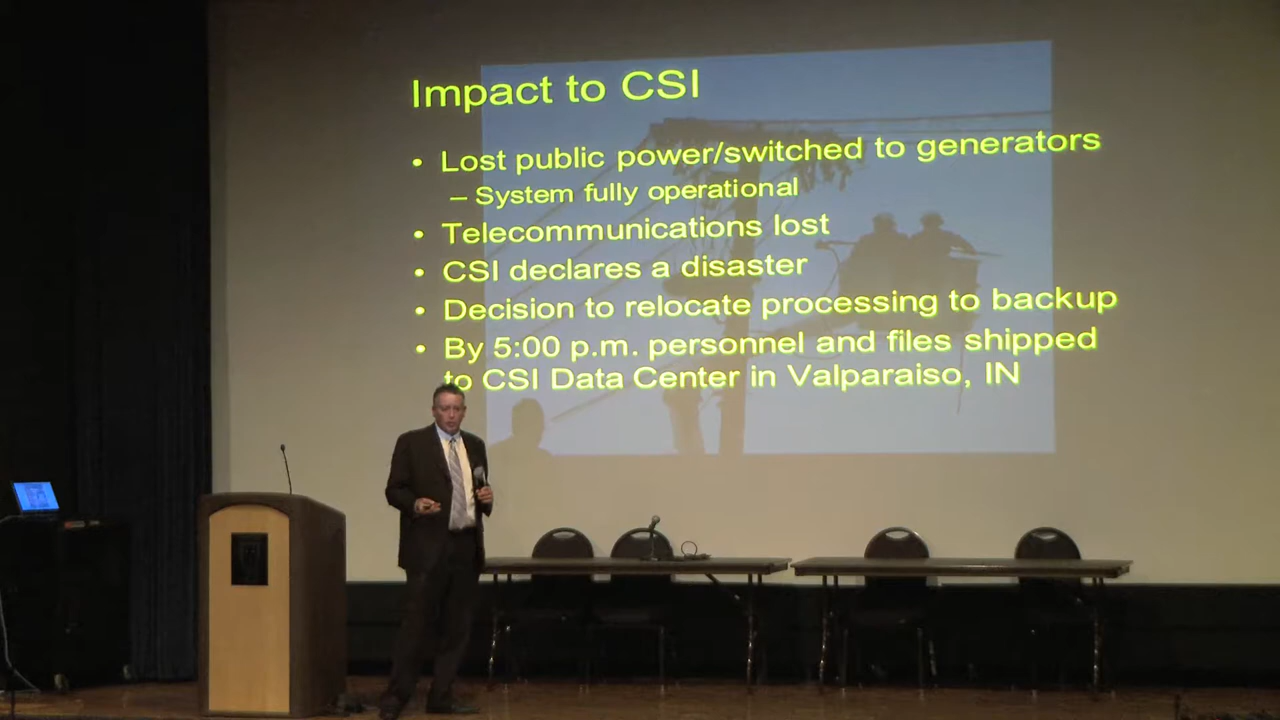 Impact to CSI
• Lost public power/switched to generators
– System fully operational
• Telecommunications lost
• CSI declares a disaster
• Decision to relocate processing to backup
• By 5:00 p.m. personnel and files shipped
to CSI Data Center in Valparaiso, IN